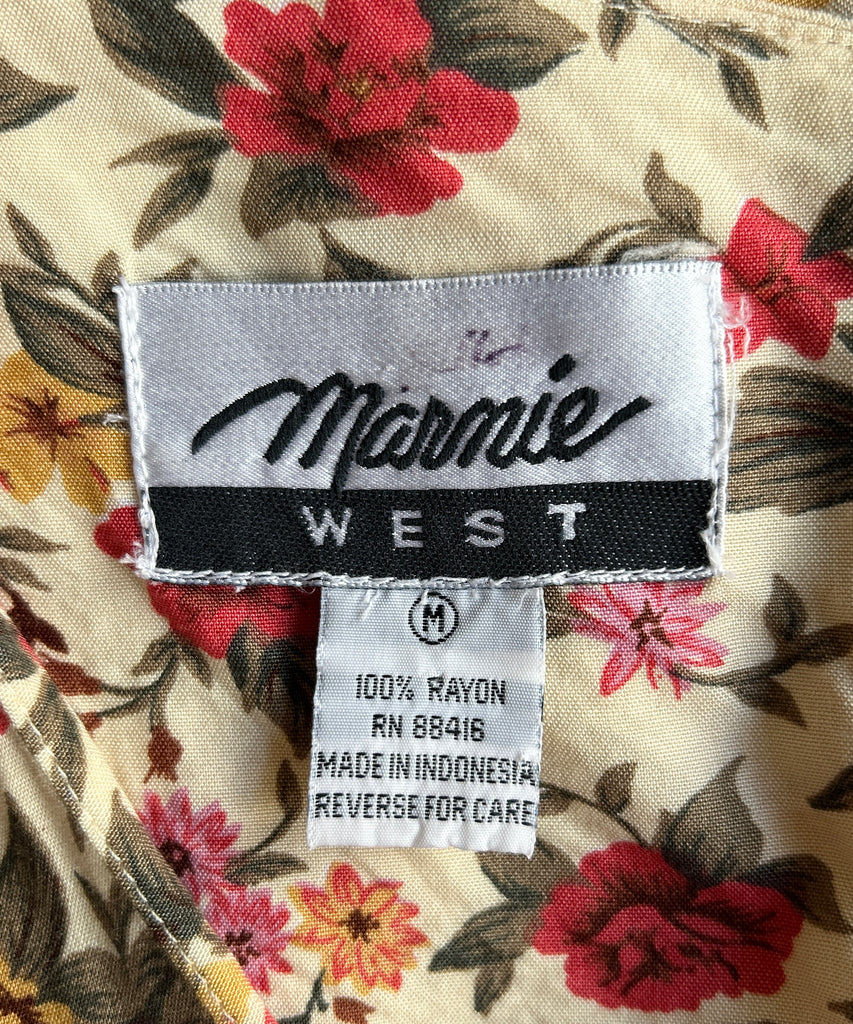 Marnie
WEST
M
100% RAYON
RN 88416
MADE IN INDONESIA
REVERSE FOR CARE